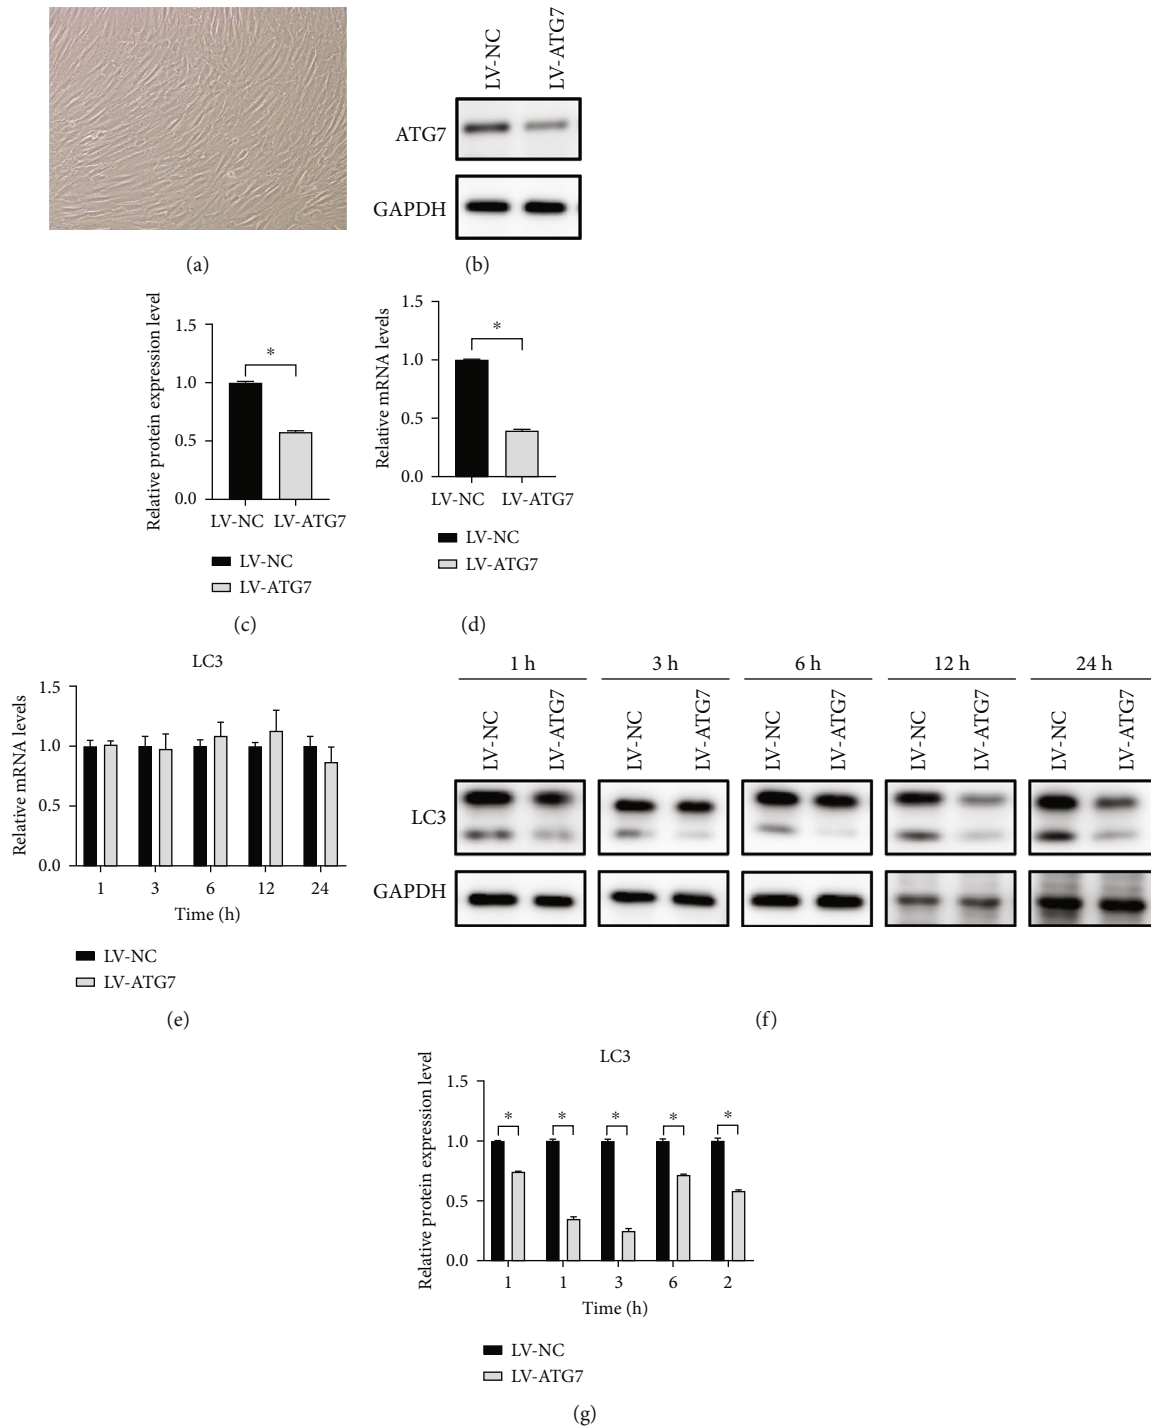 LV-NC
LV-ATG7
ATG7
GAPDH
(a)
(b)
Relative protein expression level
1.5
1.0
0.5
0.0
*
LV-NC LV-ATG7
LV-NC
LV-ATG7
(c)
Relative mRNA levels
1.5
1.0
0.5
0.0
*
LV-NC LV-ATG7
LV-NC
LV-ATG7
(d)
LC3
Relative mRNA levels
1.5
1.0
0.5
0.0
1 3 6 12 24
Time (h)
LV-NC
LV-ATG7
(e)
1 h 3 h 6 h 12 h 24 h
LV-NC LV-ATG7 LV-NC LV-ATG7 LV-NC LV-ATG7 LV-NC LV-ATG7 LV-NC LV-ATG7
LC3
GAPDH
(f)
LC3
Relative protein expression level
1.5
1.0
0.5
0.0
* * * * *
1 1 3 6 2
Time (h)
LV-NC
LV-ATG7
(g)